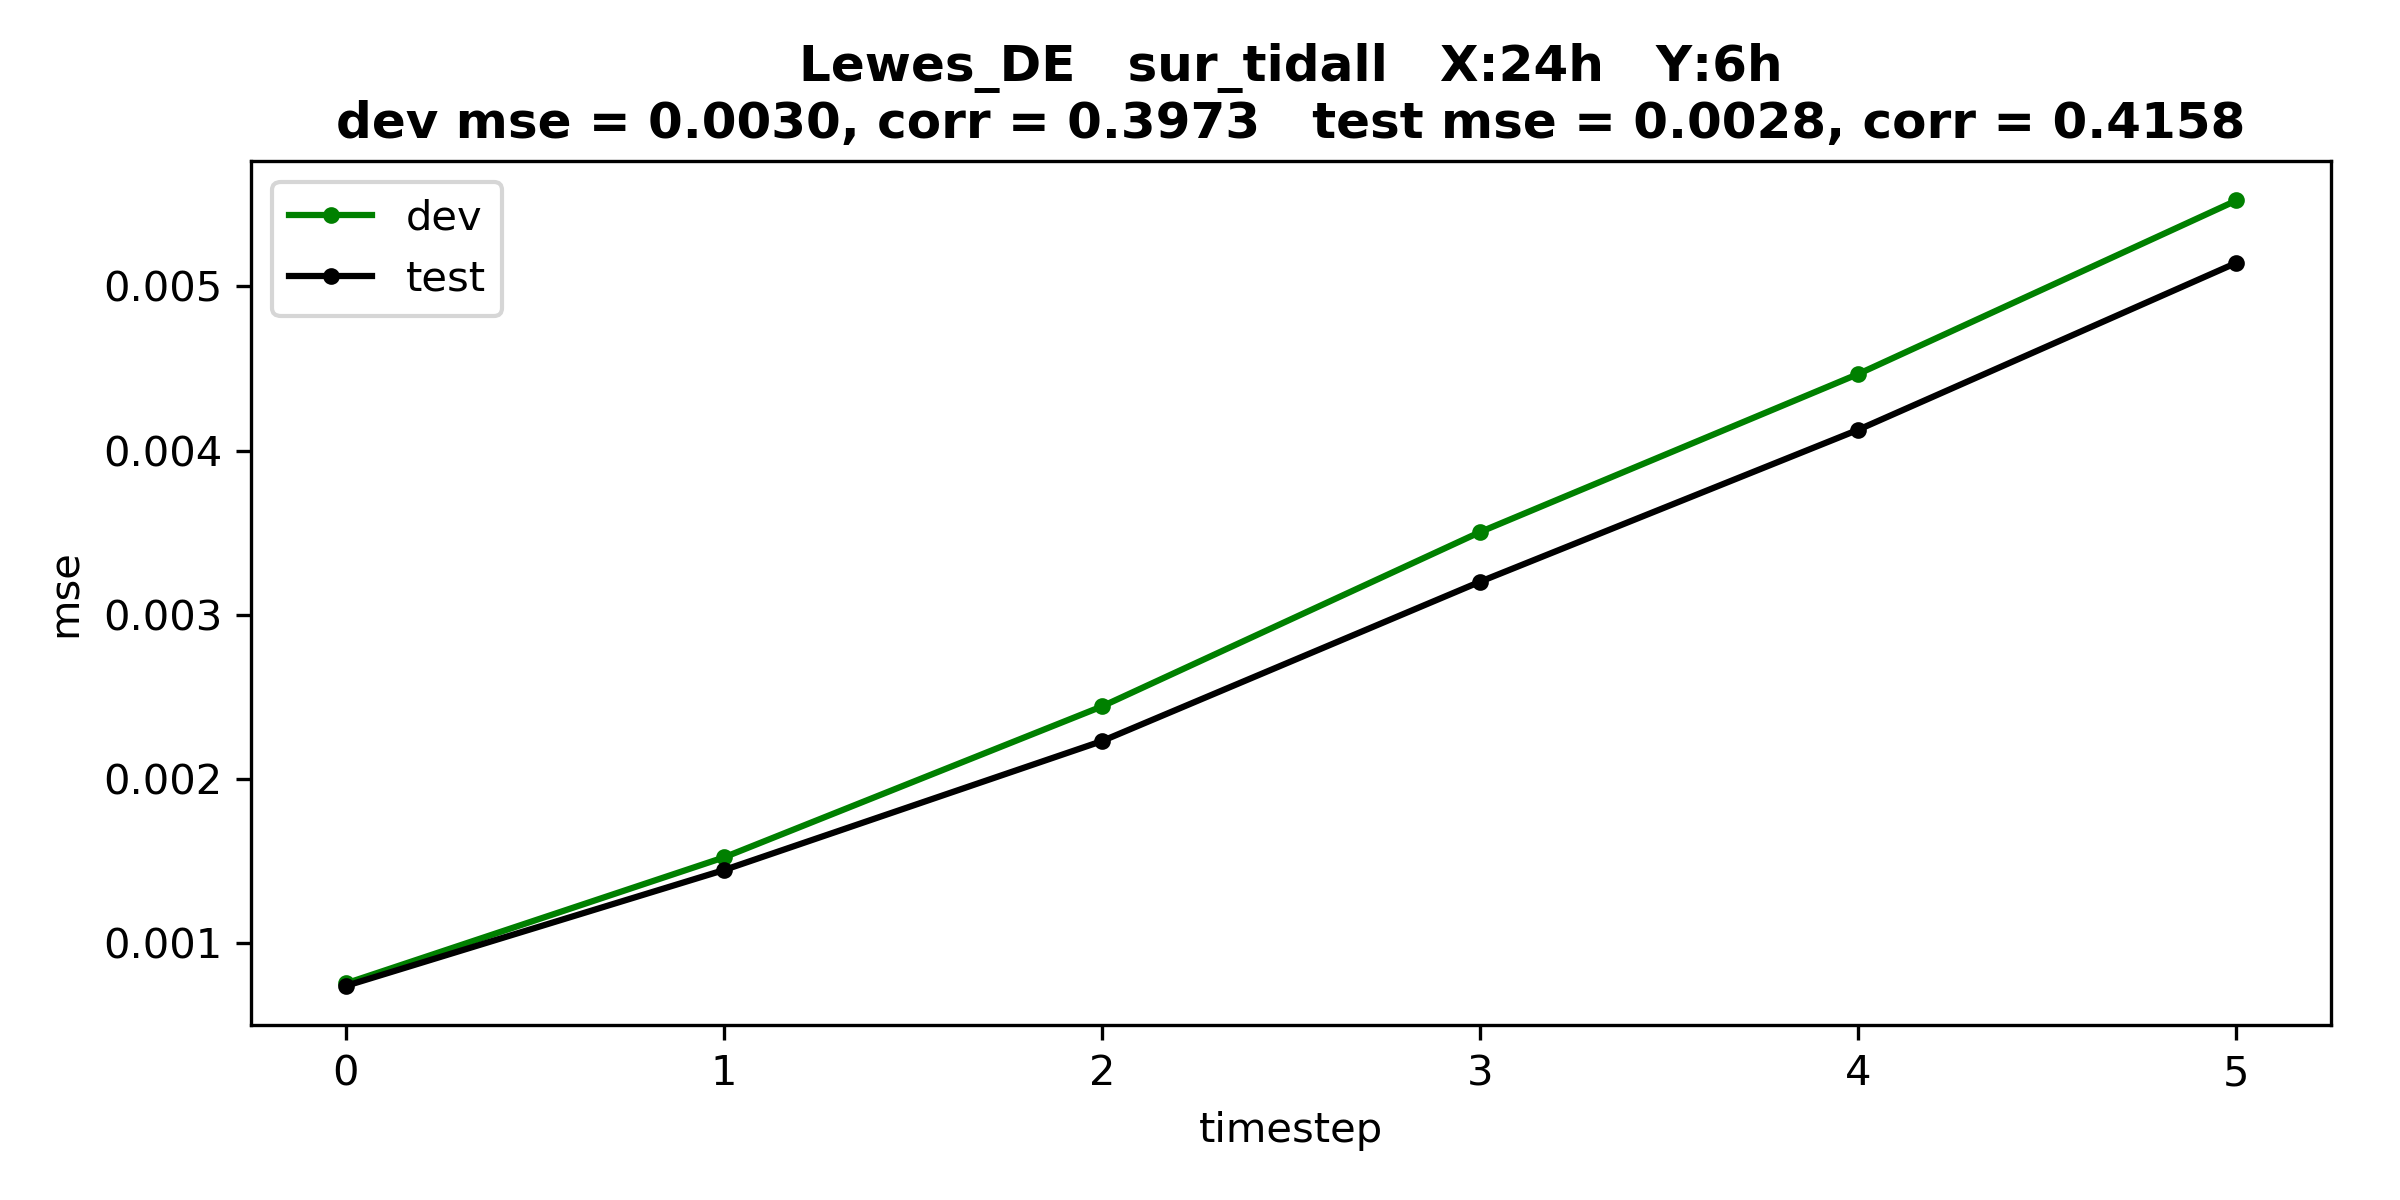 Lewes_DE   sur_tidall   X:24h   Y:6h
dev mse = 0.0030, corr = 0.3973   test mse = 0.0028, corr = 0.4158
dev
test
0.005
0.004
0.003
0.002
0.001
mse
0 1 2 3 4 5
timestep